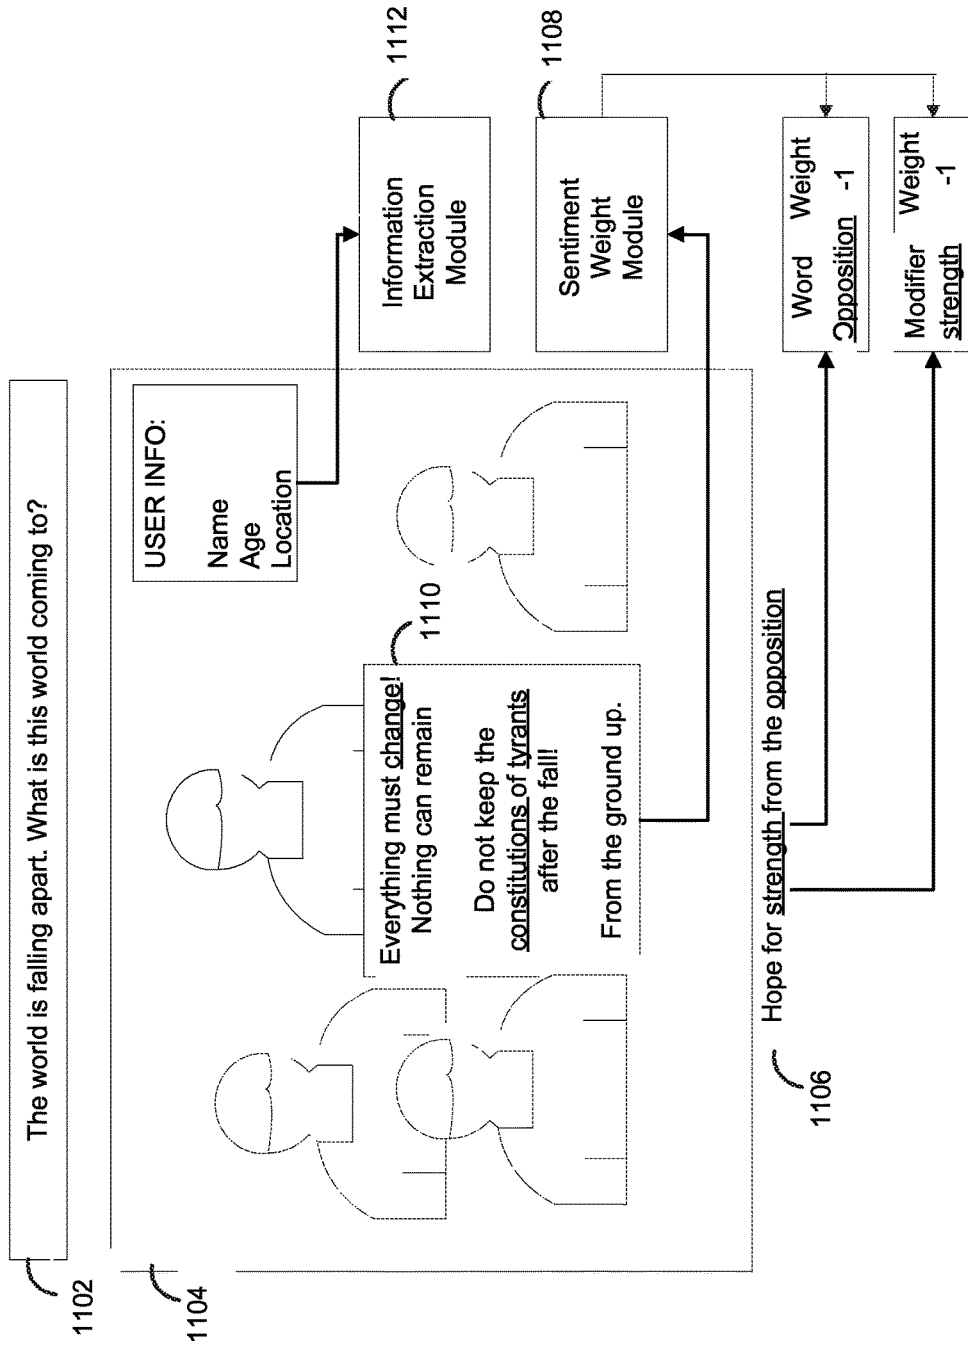 The world is falling apart. What is this world coming to?
1102
1104
USER INFO:
Name
Age
Location
1112
Information
Extraction
Module
Everything must change!
Nothing can remain
Do not keep the
constitutions of tyrants
after the fall!
From the ground up.
1110
1108
Sentiment
Weight
Module
Hope for strength from the opposition
1106
Word Weight
Opposition -1
Modifier Weight
strength -1